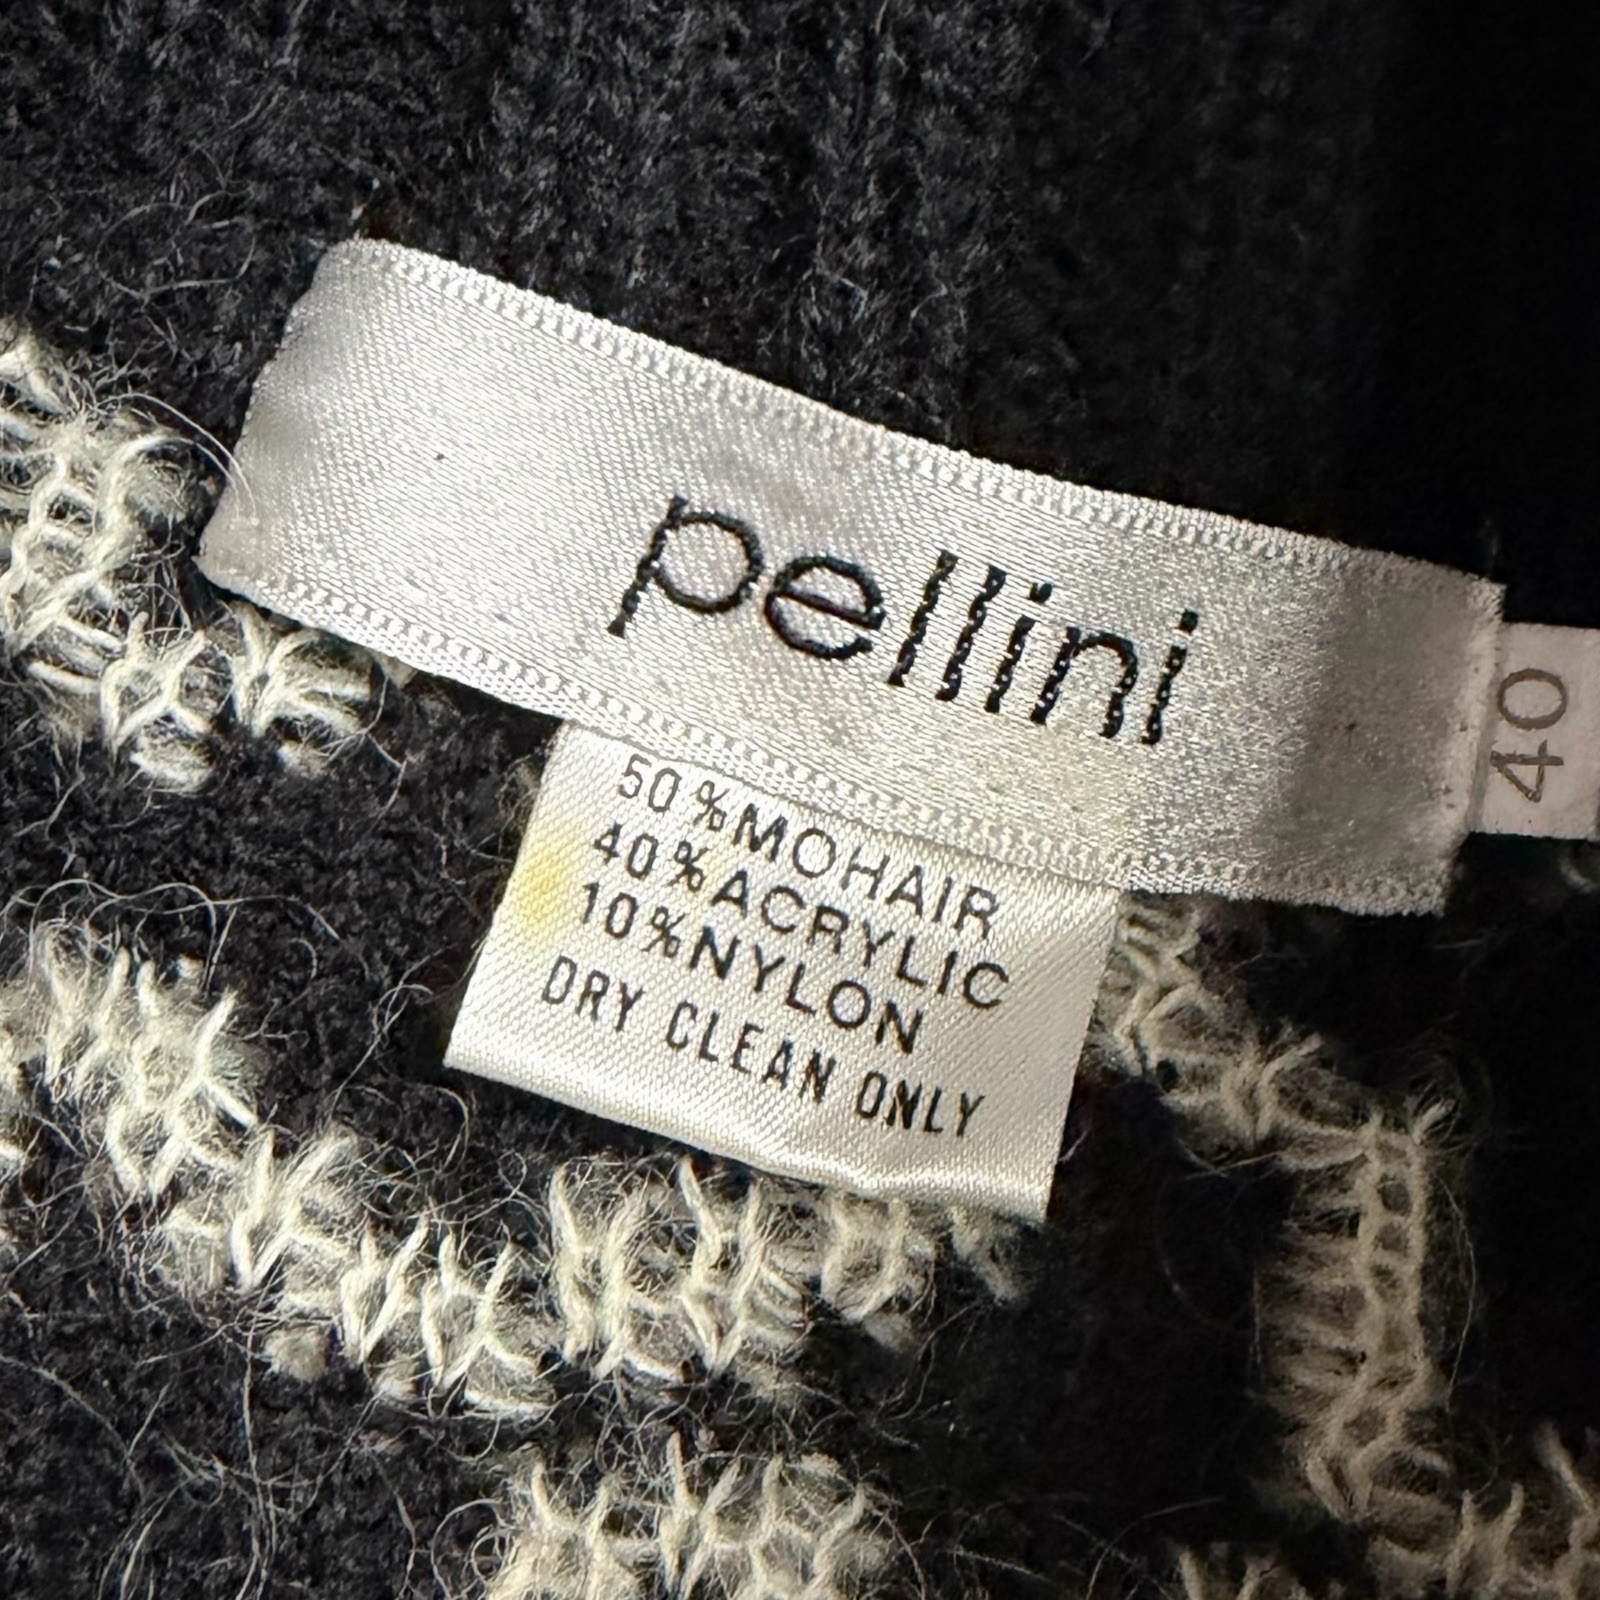 pellini
40
50%MOHAIR
40%ACRYLIC
10%NYLON
DRY CLEAN ONLY